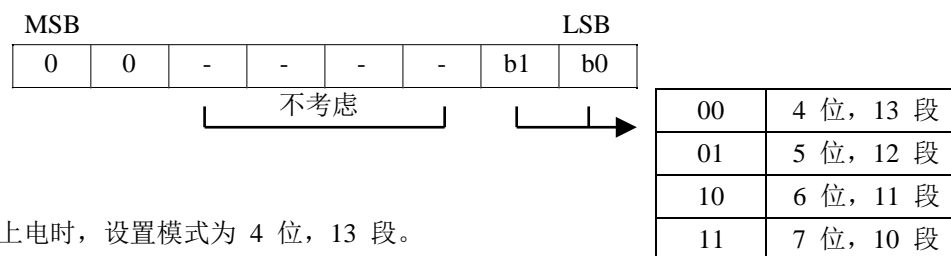 MSB LSB
0 0 - - - - b1 b0
不考虑
00 4 位，13 段
01 5 位，12 段
10 6 位，11 段
11 7 位，10 段
上电时，设置模式为 4 位，13 段。